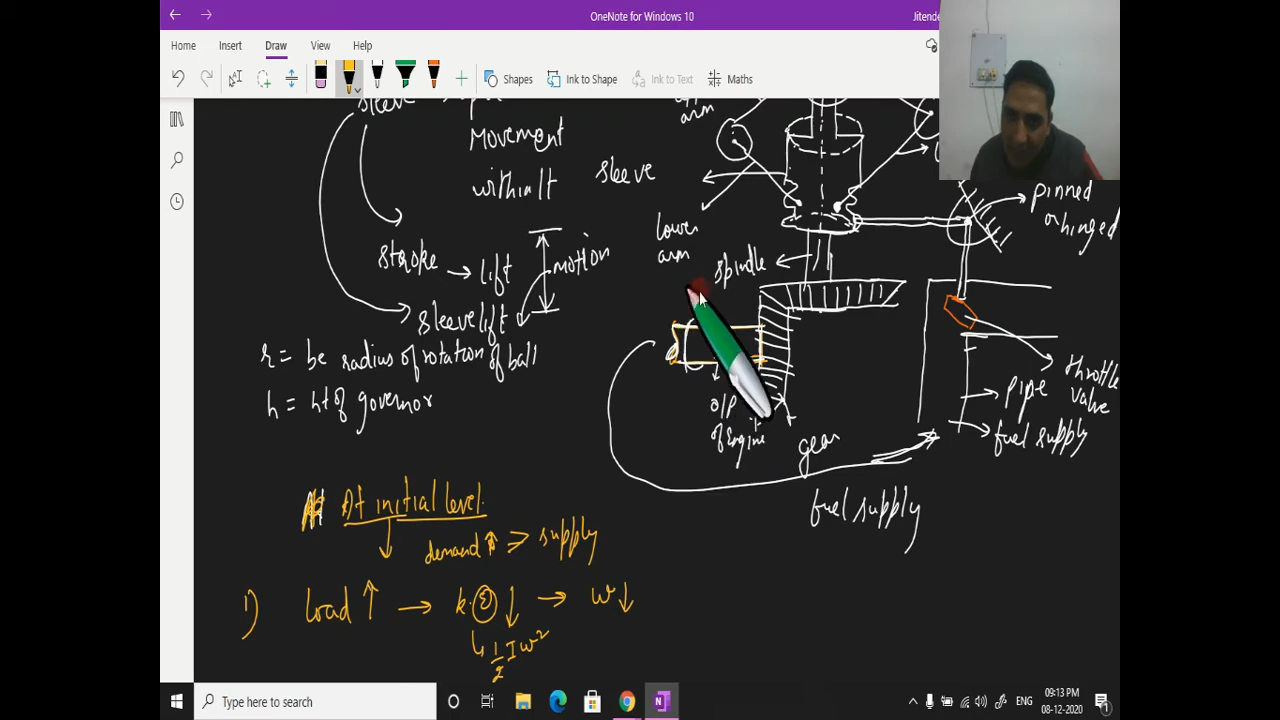 OneNote for Windows 10
Jitende
Home Insert Draw View Help
Shapes Ink to Shape Ink to Text Maths
sleeve
Movement
within it
stroke → lift
motion
sleeve lift
r = be radius of rotation of ball
h = ht of governor
arm
sleeve
lower
arm
spindle
pinned
or hinged
throttle
valve
pipe
fuel supply
o/p
of Engine
gear
fuel supply
At initial level.
demand ↑ > supply
1) load ↑ → k.E ↓ → w ↓
↳ 1/2 Iw²
Type here to search
ENG
09:13 PM
08-12-2020
1